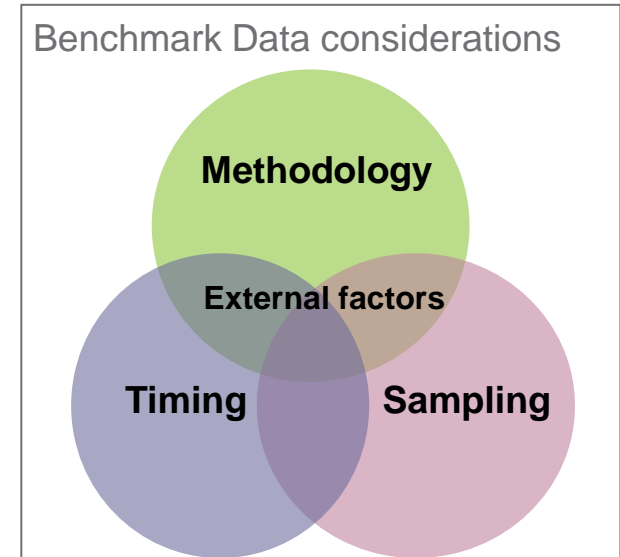 Benchmark Data considerations
Methodology
External factors
Timing
Sampling